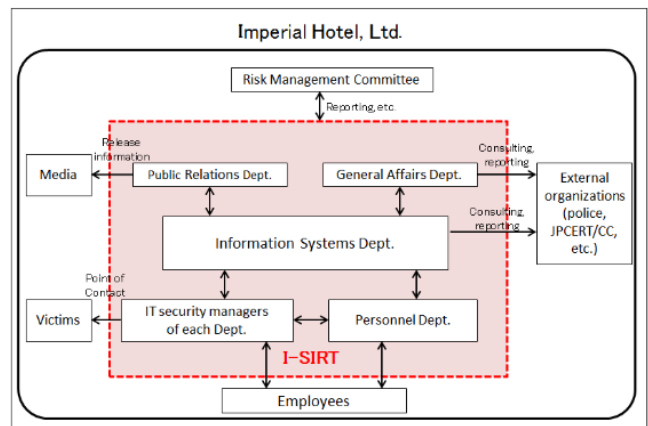 Imperial Hotel, Ltd.
Risk Management Committee
Reporting, etc.
Release
information
Consulting,
reporting
Media
Public Relations Dept.
General Affairs Dept.
External
organizations
(police,
JPCERT/CC,
etc.)
Consulting,
reporting
Information Systems Dept.
Point of
Contact
Victims
IT security managers
of each Dept.
Personnel Dept.
I-SIRT
Employees